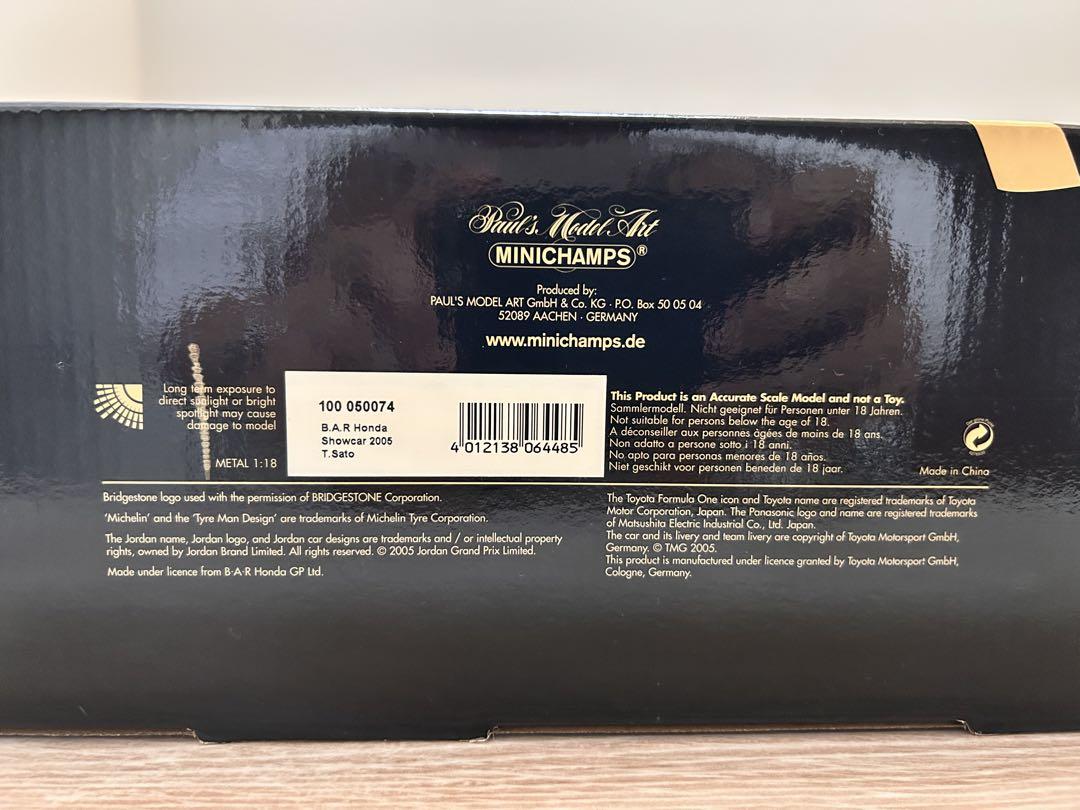 Paul's Model Art
MINICHAMPS®
Produced by:
PAUL'S MODEL ART GmbH & Co. KG · P.O. Box 50 05 04
52089 AACHEN · GERMANY
www.minichamps.de
Long term exposure to
direct sunlight or bright
spotlight may cause
damage to model
METAL 1:18
100 050074
B.A.R Honda
Showcar 2005
T.Sato
4 012138 064485
This Product is an Accurate Scale Model and not a Toy.
Sammlermodell. Nicht geeignet für Personen unter 18 Jahren.
Not suitable for persons below the age of 18.
A déconseiller aux personnes âgées de moins de 18 ans.
Non adatto a persone sotto i 18 anni.
No apto para personas menores de 18 años.
Niet geschikt voor personen beneden de 18 jaar.
Made in China
Bridgestone logo used with the permission of BRIDGESTONE Corporation.
'Michelin' and the 'Tyre Man Design' are trademarks of Michelin Tyre Corporation.
The Jordan name, Jordan logo, and Jordan car designs are trademarks and / or intellectual property
rights, owned by Jordan Brand Limited. All rights reserved. © 2005 Jordan Grand Prix Limited.
Made under licence from B·A·R Honda GP Ltd.
The Toyota Formula One icon and Toyota name are registered trademarks of Toyota
Motor Corporation, Japan. The Panasonic logo and name are registered trademarks
of Matsushita Electric Industrial Co., Ltd. Japan.
The car and its livery and team livery are copyright of Toyota Motorsport GmbH,
Germany. © TMG 2005.
This product is manufactured under licence granted by Toyota Motorsport GmbH,
Cologne, Germany.